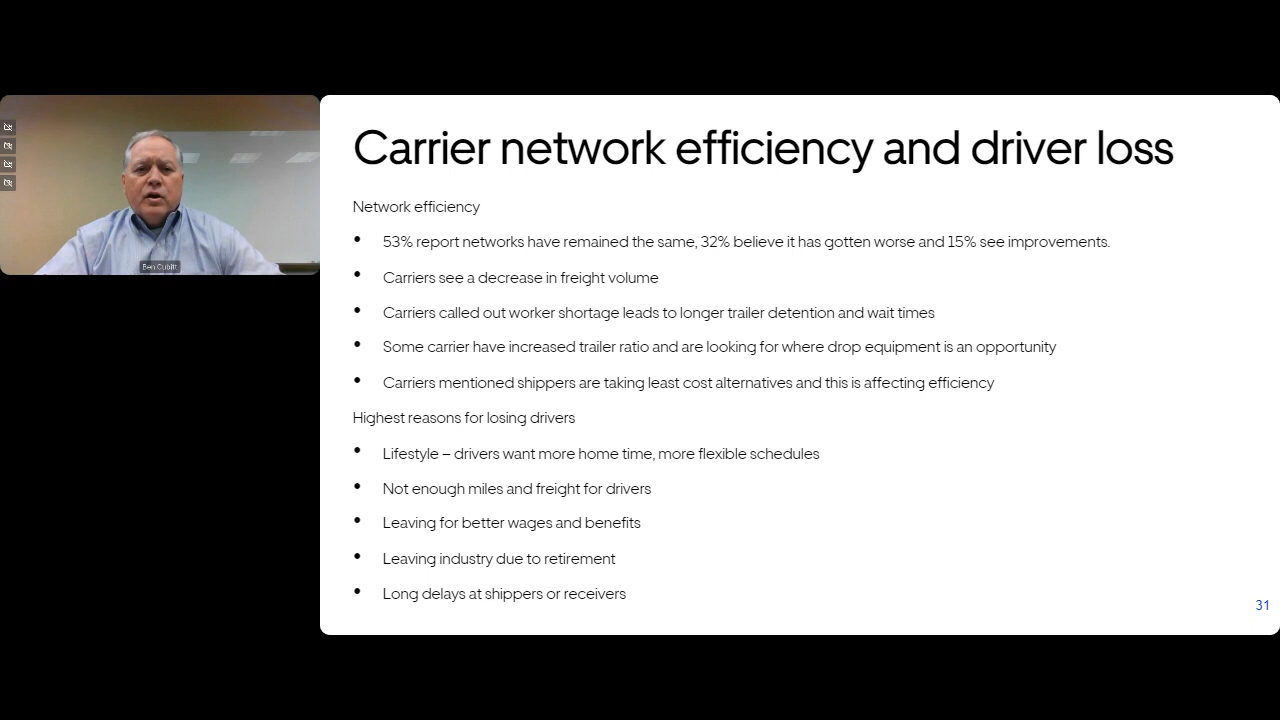 Carrier network efficiency and driver loss
Network efficiency
• 53% report networks have remained the same, 32% believe it has gotten worse and 15% see improvements.
• Carriers see a decrease in freight volume
• Carriers called out worker shortage leads to longer trailer detention and wait times
• Some carrier have increased trailer ratio and are looking for where drop equipment is an opportunity
• Carriers mentioned shippers are taking least cost alternatives and this is affecting efficiency
Highest reasons for losing drivers
• Lifestyle – drivers want more home time, more flexible schedules
• Not enough miles and freight for drivers
• Leaving for better wages and benefits
• Leaving industry due to retirement
• Long delays at shippers or receivers
31
Ben Cubitt